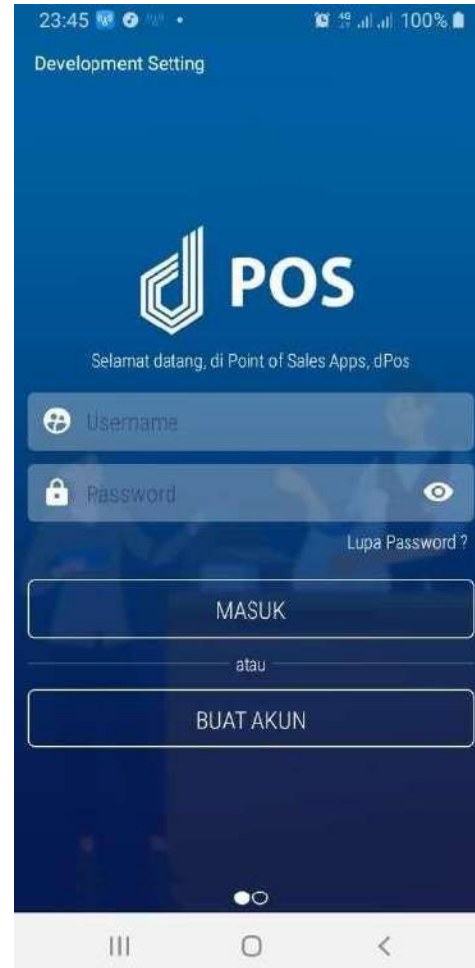 23:45 4G 100%
Development Setting
d POS
Selamat datang, di Point of Sales Apps, dPos
Username
Password
Lupa Password ?
MASUK
atau
BUAT AKUN